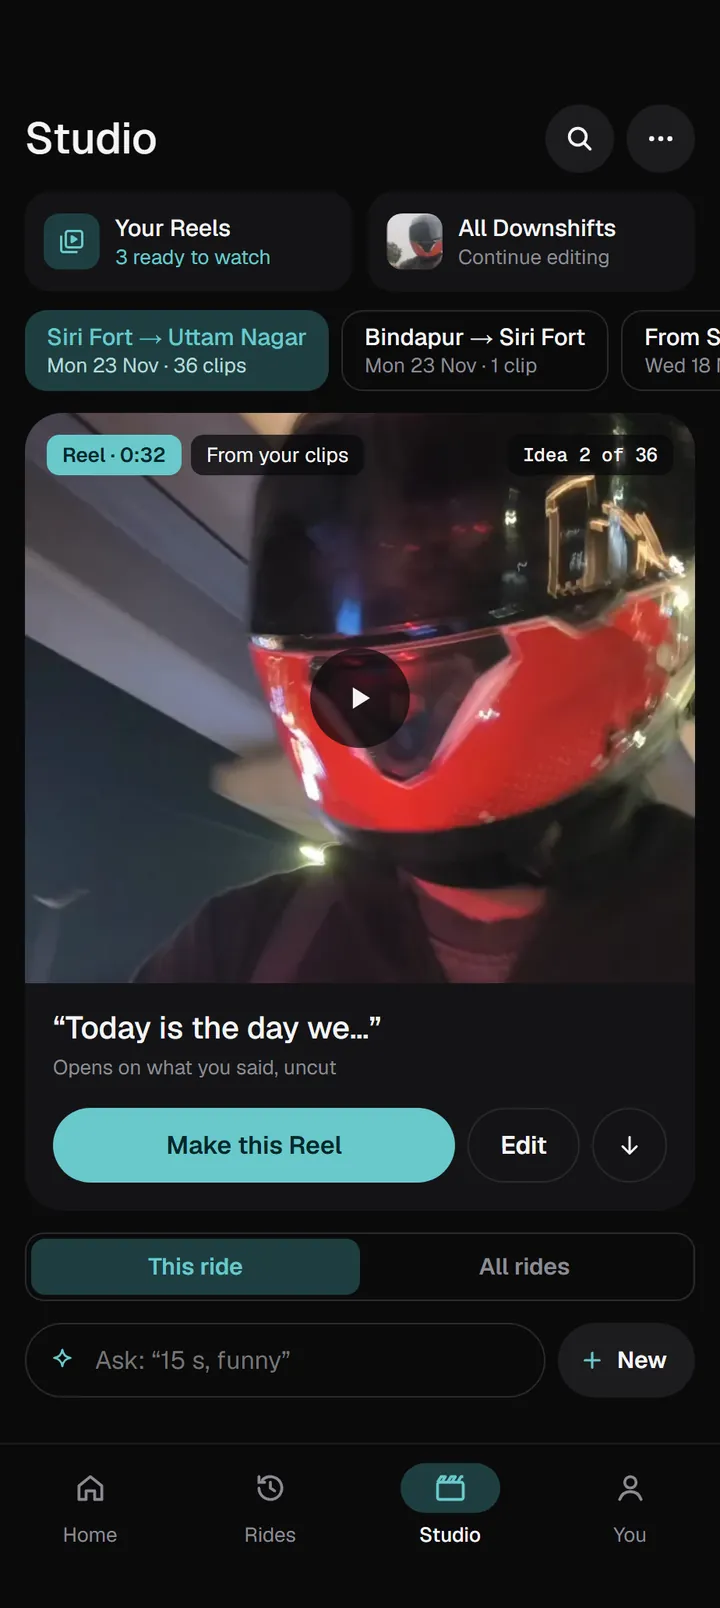 Studio
Your Reels
3 ready to watch
All Downshifts
Continue editing
Siri Fort → Uttam Nagar
Mon 23 Nov · 36 clips
Bindapur → Siri Fort
Mon 23 Nov · 1 clip
From S
Wed 18 N
Reel · 0:32
From your clips
Idea 2 of 36
“Today is the day we…”
Opens on what you said, uncut
Make this Reel
Edit
This ride
All rides
Ask: “15 s, funny”
New
Home
Rides
Studio
You